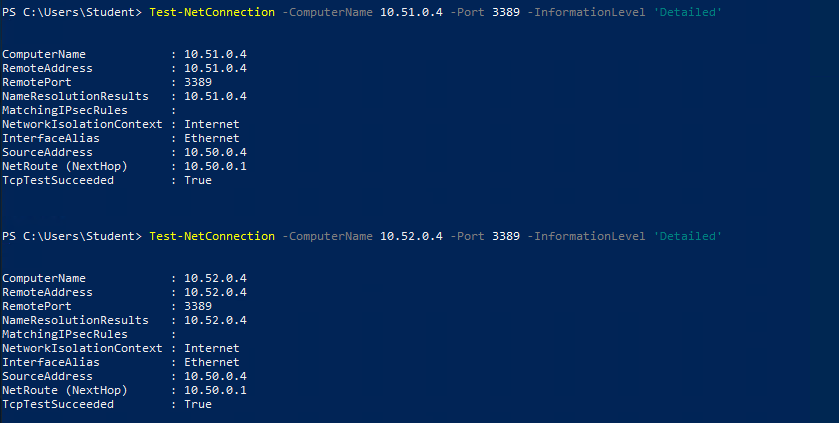 PS C:\Users\Student> Test-NetConnection -ComputerName 10.51.0.4 -Port 3389 -InformationLevel 'Detailed'
ComputerName : 10.51.0.4
RemoteAddress : 10.51.0.4
RemotePort : 3389
NameResolutionResults : 10.51.0.4
MatchingIPsecRules :
NetworkIsolationContext : Internet
InterfaceAlias : Ethernet
SourceAddress : 10.50.0.4
NetRoute (NextHop) : 10.50.0.1
TcpTestSucceeded : True
PS C:\Users\Student> Test-NetConnection -ComputerName 10.52.0.4 -Port 3389 -InformationLevel 'Detailed'
ComputerName : 10.52.0.4
RemoteAddress : 10.52.0.4
RemotePort : 3389
NameResolutionResults : 10.52.0.4
MatchingIPsecRules :
NetworkIsolationContext : Internet
InterfaceAlias : Ethernet
SourceAddress : 10.50.0.4
NetRoute (NextHop) : 10.50.0.1
TcpTestSucceeded : True